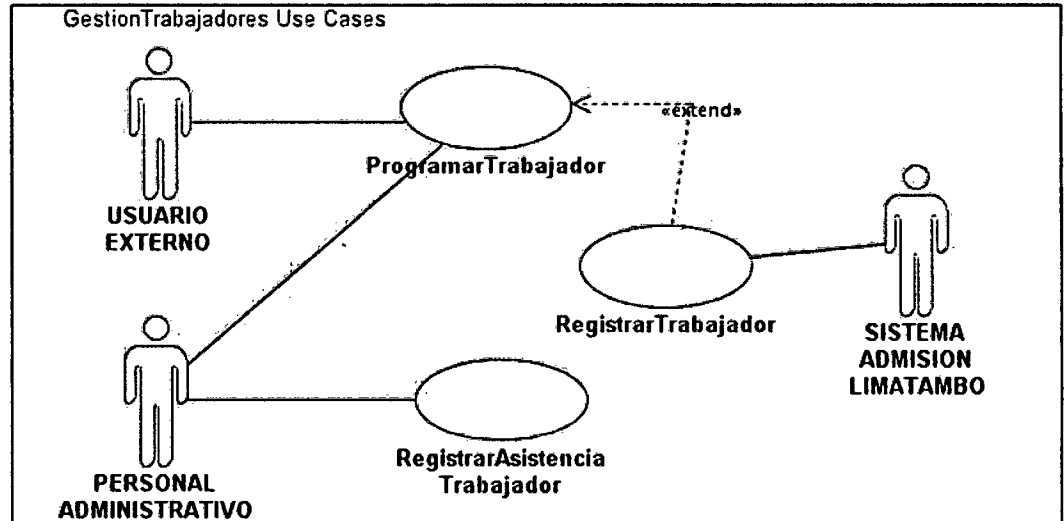 GestionTrabajadores Use Cases
«extend»
ProgramarTrabajador
USUARIO
EXTERNO
RegistrarTrabajador
SISTEMA
ADMISION
LIMATAMBO
RegistrarAsistencia
Trabajador
PERSONAL
ADMINISTRATIVO